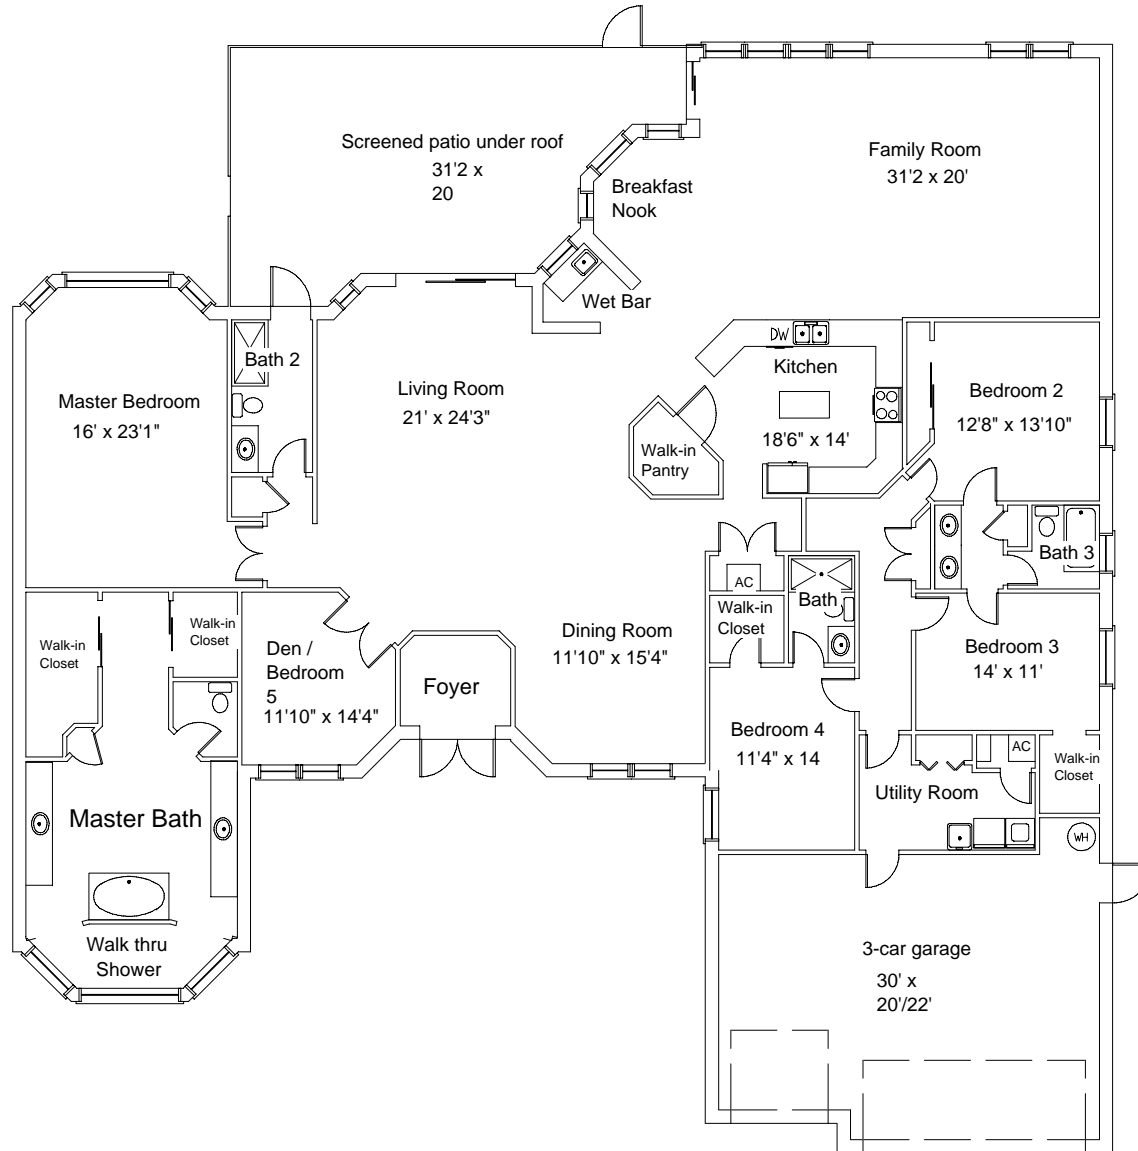 Screened patio under roof
31'2 x
20
Family Room
31'2 x 20'
Breakfast
Nook
Wet Bar
DW
Kitchen
18'6" x 14'
Bath 2
Master Bedroom
16' x 23'1"
Living Room
21' x 24'3"
Bedroom 2
12'8" x 13'10"
Walk-in
Pantry
Bath 3
AC
Walk-in
Closet
Bath
Walk-in
Closet
Walk-in
Closet
Den /
Bedroom
5
11'10" x 14'4"
Foyer
Dining Room
11'10" x 15'4"
Bedroom 3
14' x 11'
Bedroom 4
11'4" x 14
AC
Walk-in
Closet
Utility Room
WH
Master Bath
Walk thru
Shower
3-car garage
30' x
20'/22'